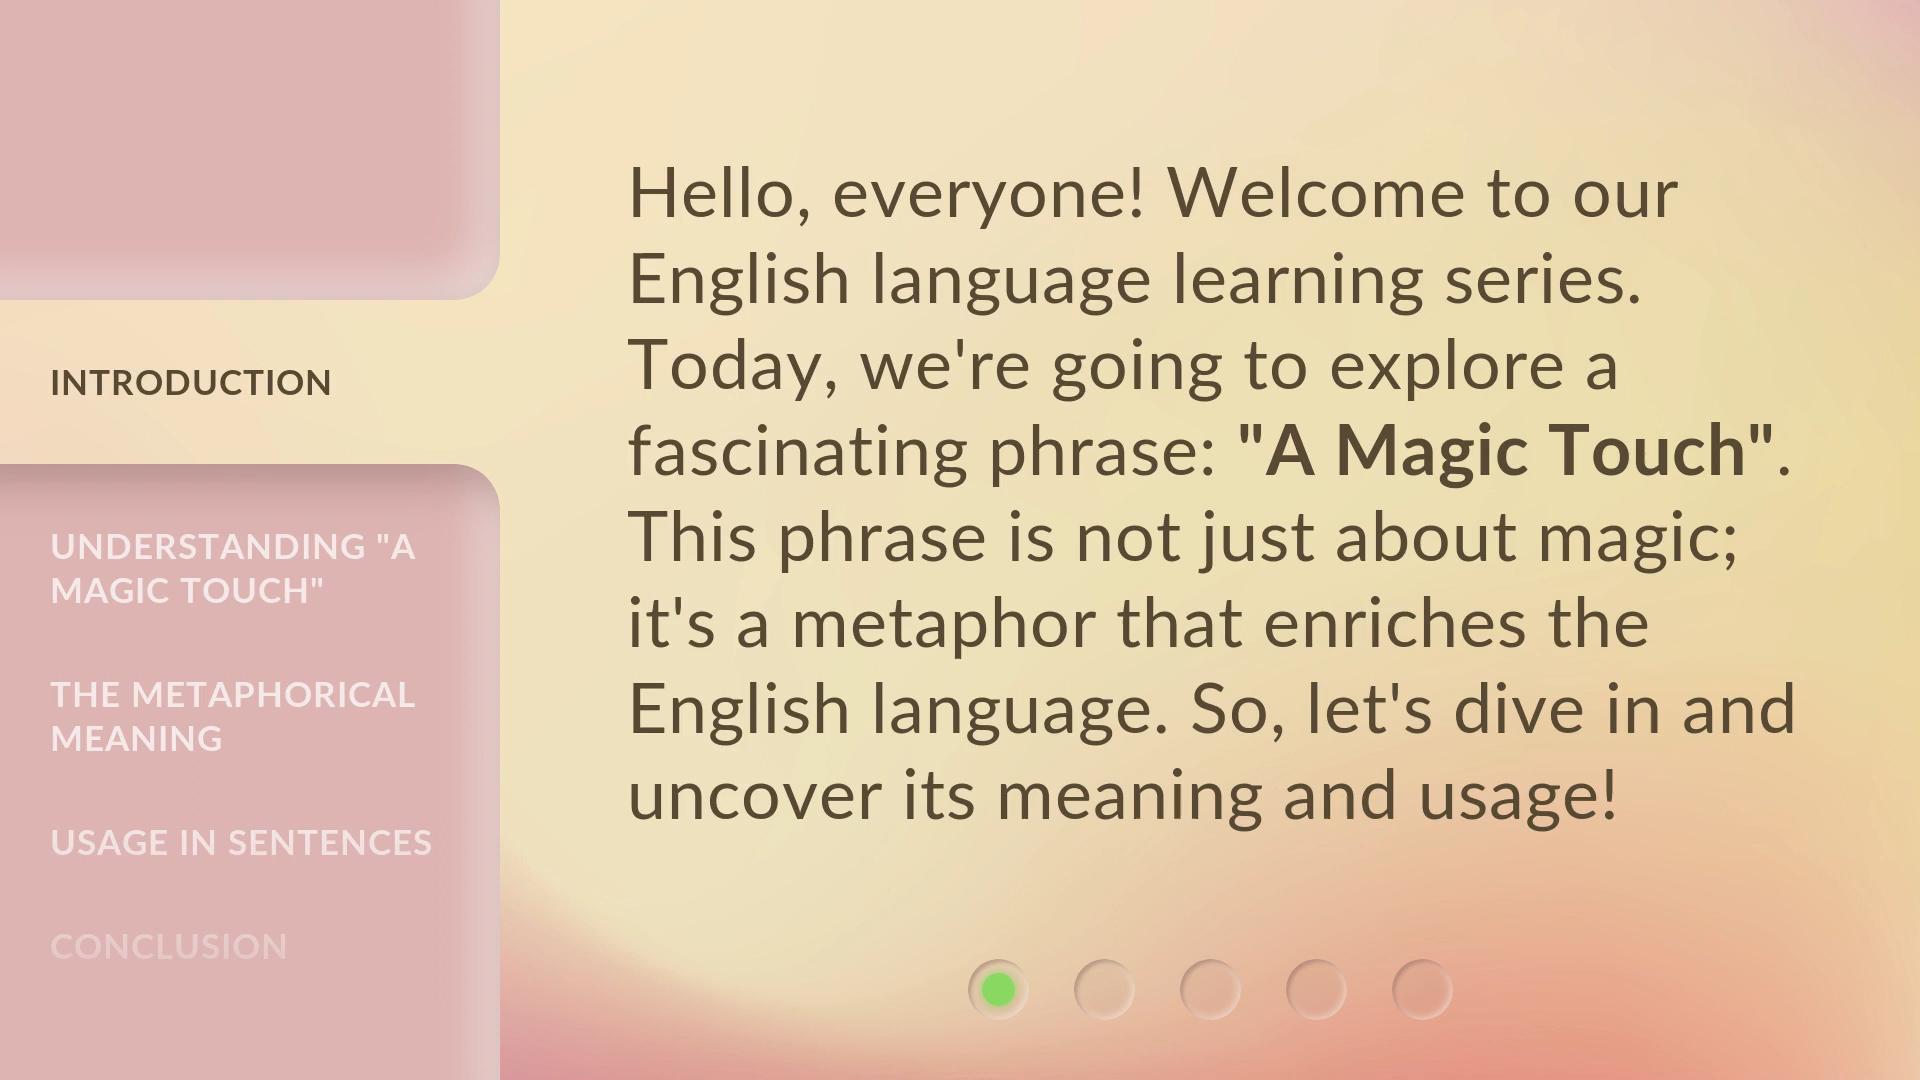 INTRODUCTION
UNDERSTANDING "A
MAGIC TOUCH"
THE METAPHORICAL
MEANING
USAGE IN SENTENCES
CONCLUSION
Hello, everyone! Welcome to our
English language learning series.
Today, we're going to explore a
fascinating phrase: "A Magic Touch".
This phrase is not just about magic;
it's a metaphor that enriches the
English language. So, let's dive in and
uncover its meaning and usage!